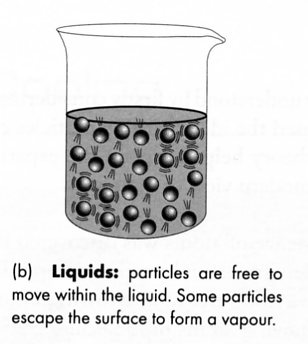 (b) Liquids: particles are free to
move within the liquid. Some particles
escape the surface to form a vapour.